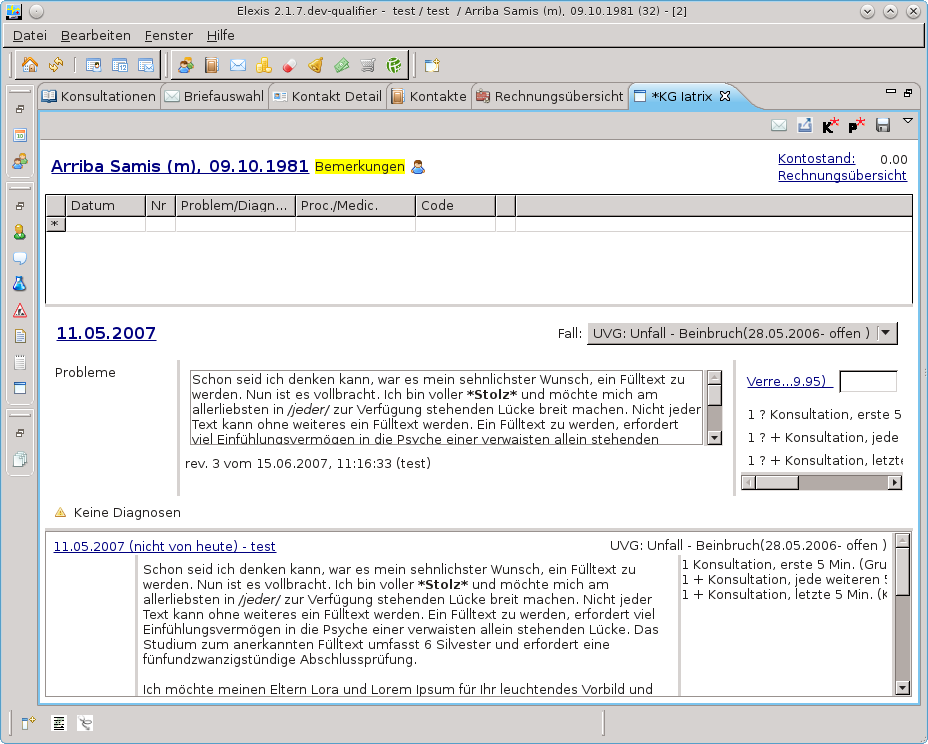 Elexis 2.1.7.dev-qualifier - test / test / Arriba Samis (m), 09.10.1981 (32) - [2]
Datei Bearbeiten Fenster Hilfe
Konsultationen Briefauswahl Kontakt Detail Kontakte Rechnungsübersicht *KG Iatrix
K* P*
Arriba Samis (m), 09.10.1981 Bemerkungen
Kontostand: 0.00
Rechnungsübersicht
Datum Nr Problem/Diagn... Proc./Medic. Code
*
11.05.2007
Fall: UVG: Unfall - Beinbruch(28.05.2006- offen )
Probleme
Schon seid ich denken kann, war es mein sehnlichster Wunsch, ein Fülltext zu
werden. Nun ist es vollbracht. Ich bin voller *Stolz* und möchte mich am
allerliebsten in /jeder/ zur Verfügung stehenden Lücke breit machen. Nicht jeder
Text kann ohne weiteres ein Fülltext werden. Ein Fülltext zu werden, erfordert
viel Einfühlungsvermögen in die Psyche einer verwaisten allein stehenden
rev. 3 vom 15.06.2007, 11:16:33 (test)
Verre...9.95)
1 ? Konsultation, erste 5
1 ? + Konsultation, jede
1 ? + Konsultation, letzte
Keine Diagnosen
11.05.2007 (nicht von heute) - test
UVG: Unfall - Beinbruch(28.05.2006- offen )
Schon seid ich denken kann, war es mein sehnlichster Wunsch, ein Fülltext zu
werden. Nun ist es vollbracht. Ich bin voller *Stolz* und möchte mich am
allerliebsten in /jeder/ zur Verfügung stehenden Lücke breit machen. Nicht jeder
Text kann ohne weiteres ein Fülltext werden. Ein Fülltext zu werden, erfordert viel
Einfühlungsvermögen in die Psyche einer verwaisten allein stehenden Lücke. Das
Studium zum anerkannten Fülltext umfasst 6 Silvester und erfordert eine
fünfundzwanzigstündige Abschlussprüfung.
Ich möchte meinen Eltern Lora und Lorem Ipsum für Ihr leuchtendes Vorbild und
1 Konsultation, erste 5 Min. (Gru
1 + Konsultation, jede weiteren 5
1 + Konsultation, letzte 5 Min. (K